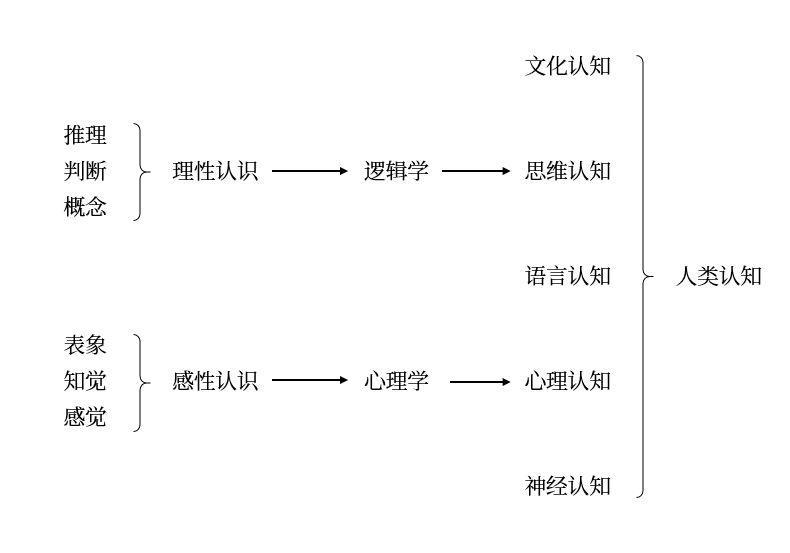 文化认知
推理
判断
概念
理性认识
逻辑学
思维认知
语言认知
人类认知
表象
知觉
感觉
感性认识
心理学
心理认知
神经认知